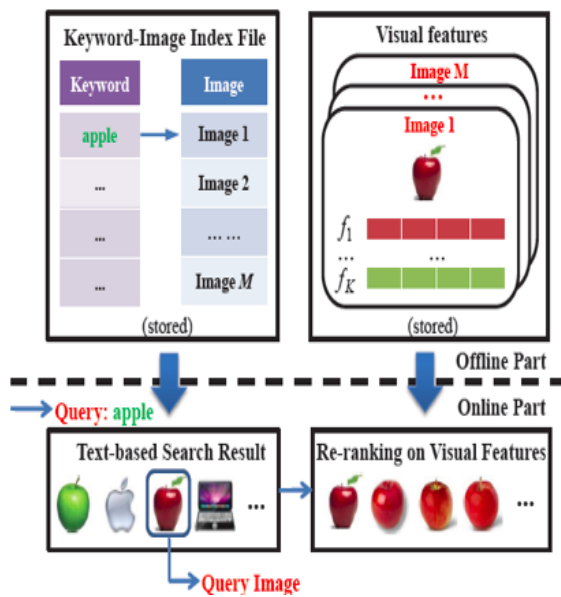 Keyword-Image Index File
Keyword
Image
apple
Image 1
...
Image 2
...
... ...
...
Image M
(stored)
Visual features
Image M
...
Image 1
f1
... ...
fK
(stored)
Offline Part
Online Part
Query: apple
Text-based Search Result
...
Query Image
Re-ranking on Visual Features
...